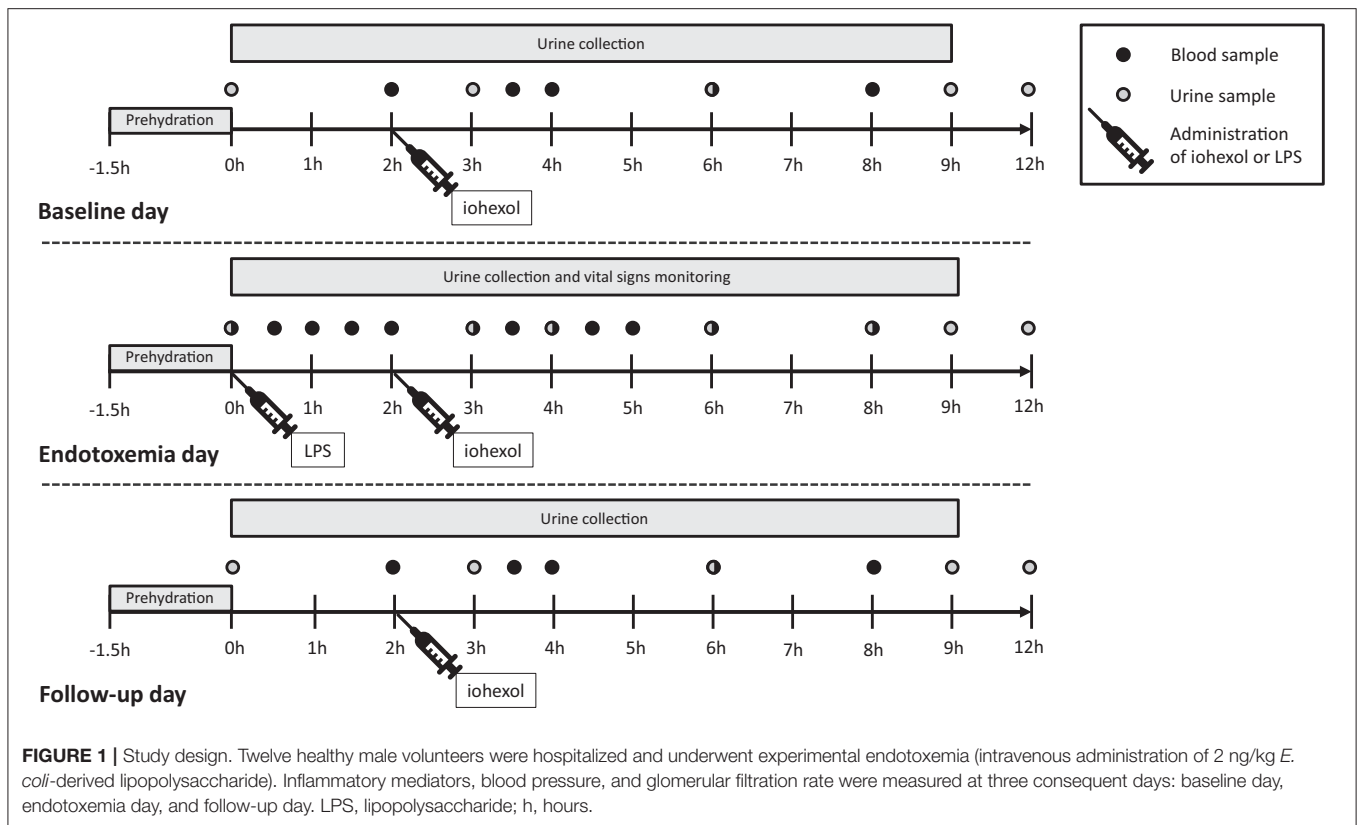 Urine collection
Blood sample
Urine sample
Administration
of iohexol or LPS
Prehydration
-1.5h 0h 1h 2h 3h 4h 5h 6h 7h 8h 9h 12h
iohexol
Baseline day
Urine collection and vital signs monitoring
Prehydration
-1.5h 0h 1h 2h 3h 4h 5h 6h 7h 8h 9h 12h
LPS iohexol
Endotoxemia day
Urine collection
Prehydration
-1.5h 0h 1h 2h 3h 4h 5h 6h 7h 8h 9h 12h
iohexol
Follow-up day
FIGURE 1 | Study design. Twelve healthy male volunteers were hospitalized and underwent experimental endotoxemia (intravenous administration of 2 ng/kg E.
coli-derived lipopolysaccharide). Inflammatory mediators, blood pressure, and glomerular filtration rate were measured at three consequent days: baseline day,
endotoxemia day, and follow-up day. LPS, lipopolysaccharide; h, hours.